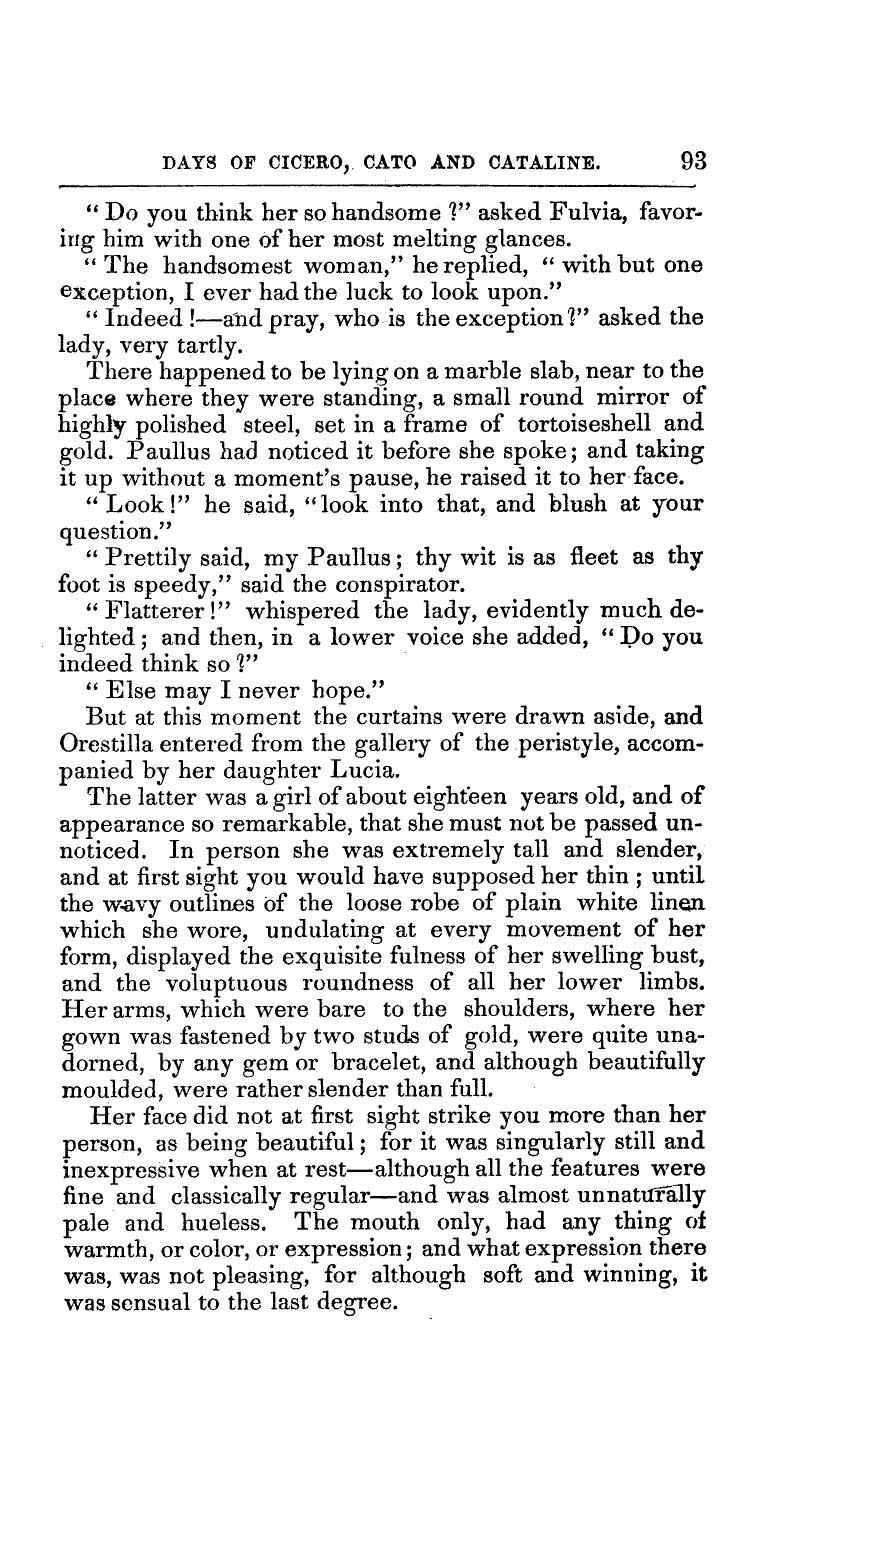 DAYS OF CICERO, CATO AND CATALINE. 93
" Do you think her so handsome ?" asked Fulvia, favor-
ing him with one of her most melting glances.
" The handsomest woman," he replied, " with but one
exception, I ever had the luck to look upon."
" Indeed !—and pray, who is the exception?" asked the
lady, very tartly.
There happened to be lying on a marble slab, near to the
place where they were standing, a small round mirror of
highly polished steel, set in a frame of tortoiseshell and
gold. Paullus had noticed it before she spoke; and taking
it up without a moment's pause, he raised it to her face.
" Look !" he said, "look into that, and blush at your
question."
" Prettily said, my Paullus; thy wit is as fleet as thy
foot is speedy," said the conspirator.
" Flatterer !" whispered the lady, evidently much de-
lighted; and then, in a lower voice she added, " Do you
indeed think so ?"
" Else may I never hope."
But at this moment the curtains were drawn aside, and
Orestilla entered from the gallery of the peristyle, accom-
panied by her daughter Lucia.
The latter was a girl of about eighteen years old, and of
appearance so remarkable, that she must not be passed un-
noticed. In person she was extremely tall and slender,
and at first sight you would have supposed her thin ; until
the wavy outlines of the loose robe of plain white linen
which she wore, undulating at every movement of her
form, displayed the exquisite fulness of her swelling bust,
and the voluptuous roundness of all her lower limbs.
Her arms, which were bare to the shoulders, where her
gown was fastened by two studs of gold, were quite una-
dorned, by any gem or bracelet, and although beautifully
moulded, were rather slender than full.
Her face did not at first sight strike you more than her
person, as being beautiful; for it was singularly still and
inexpressive when at rest—although all the features were
fine and classically regular—and was almost unnaturally
pale and hueless. The mouth only, had any thing of
warmth, or color, or expression; and what expression there
was, was not pleasing, for although soft and winning, it
was sensual to the last degree.